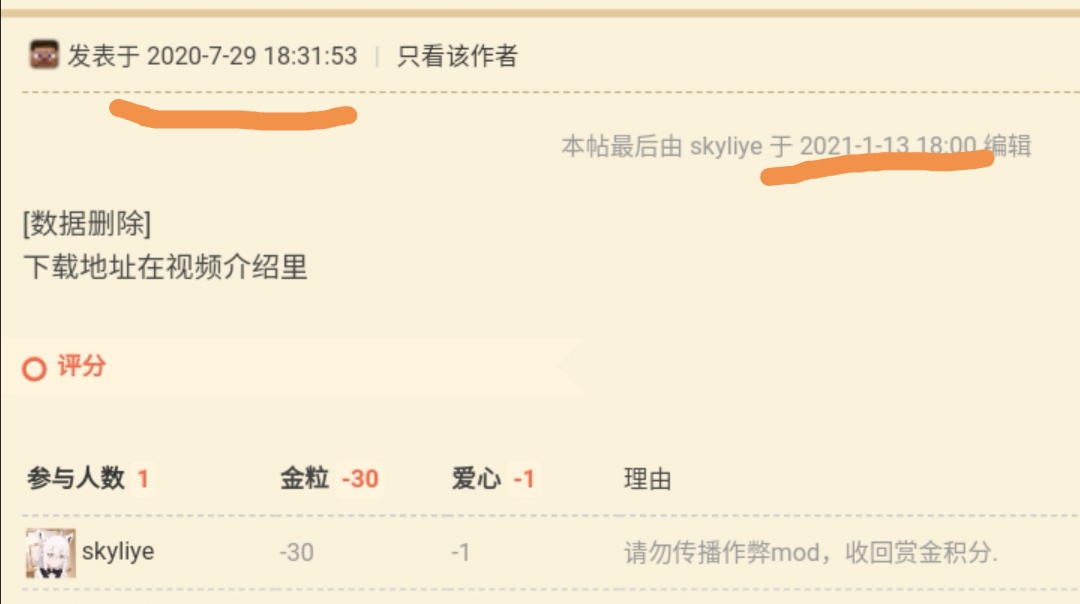 发表于 2020-7-29 18:31:53 | 只看该作者
本帖最后由 skyliye 于 2021-1-13 18:00 编辑
[数据删除]
下载地址在视频介绍里
评分
参与人数 1 金粒 -30 爱心 -1 理由
skyliye -30 -1 请勿传播作弊mod，收回赏金积分.